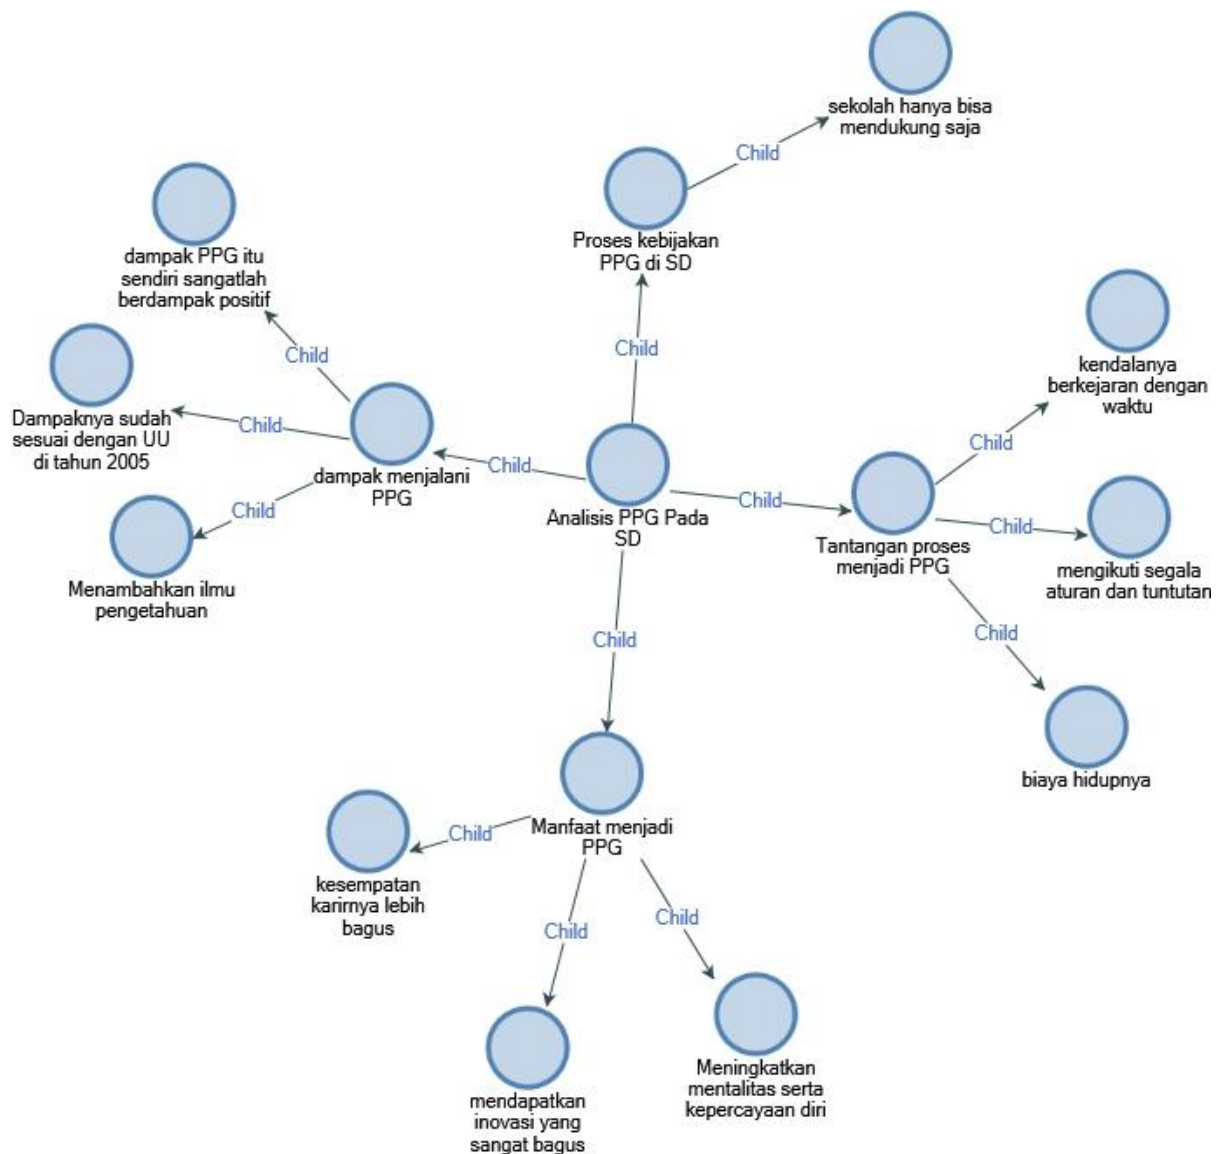 sekolah hanya bisa
mendukung saja
Child
Proses kebijakan
PPG di SD
Child
dampak PPG itu
sendiri sangatlah
berdampak positif
Child
Dampaknya sudah
sesuai dengan UU
di tahun 2005
Child
dampak menjalani
PPG
Child
Menambahkan ilmu
pengetahuan
Child
Analisis PPG Pada
SD
Child
Tantangan proses
menjadi PPG
Child
kendalanya
berkejaran dengan
waktu
Child
mengikuti segala
aturan dan tuntutan
Child
biaya hidupnya
Child
Manfaat menjadi
PPG
Child
kesempatan
karirnya lebih
bagus
Child
mendapatkan
inovasi yang
sangat bagus
Child
Meningkatkan
mentalitas serta
kepercayaan diri
Child